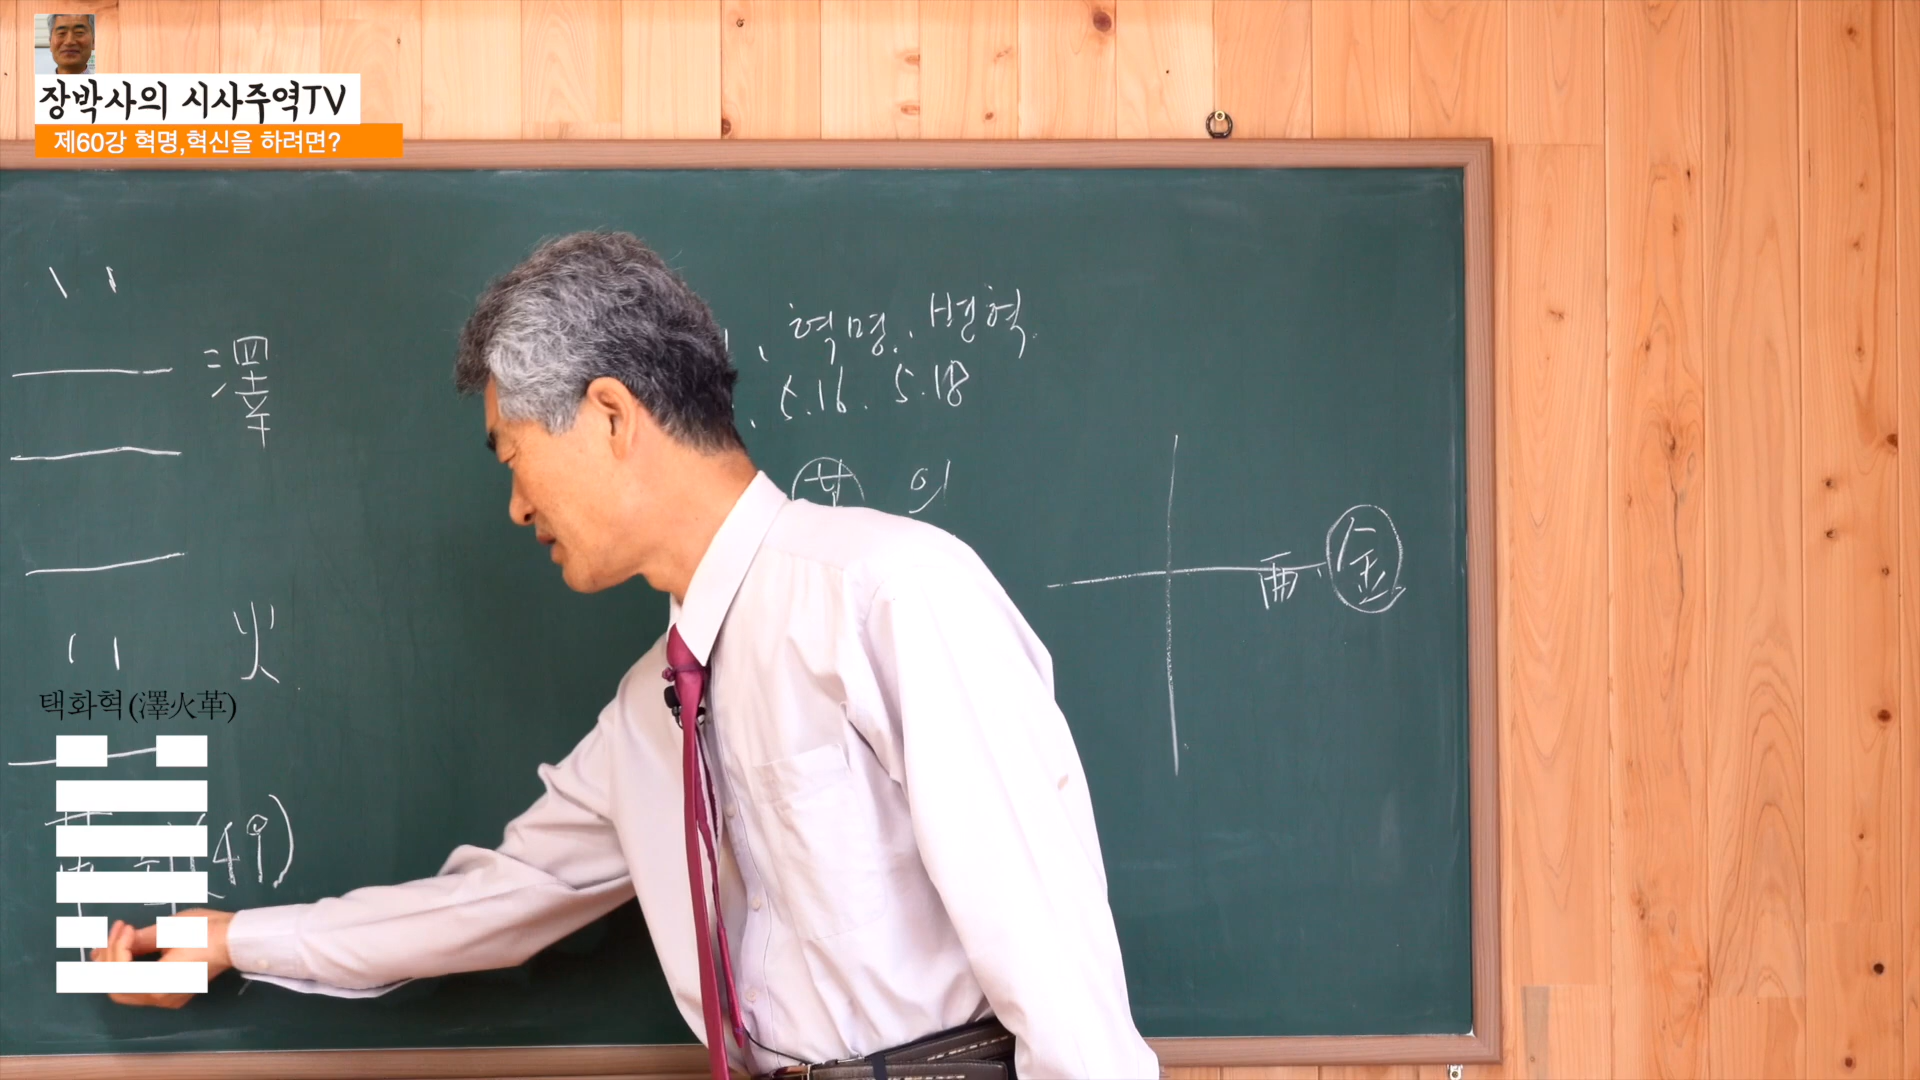 장박사의 시사주역TV
제60강 혁명,혁신을 하려면?
혁명. 변혁.
5.16. 5.18
澤
이
西. 金
火
택화혁(澤火革)
(49)